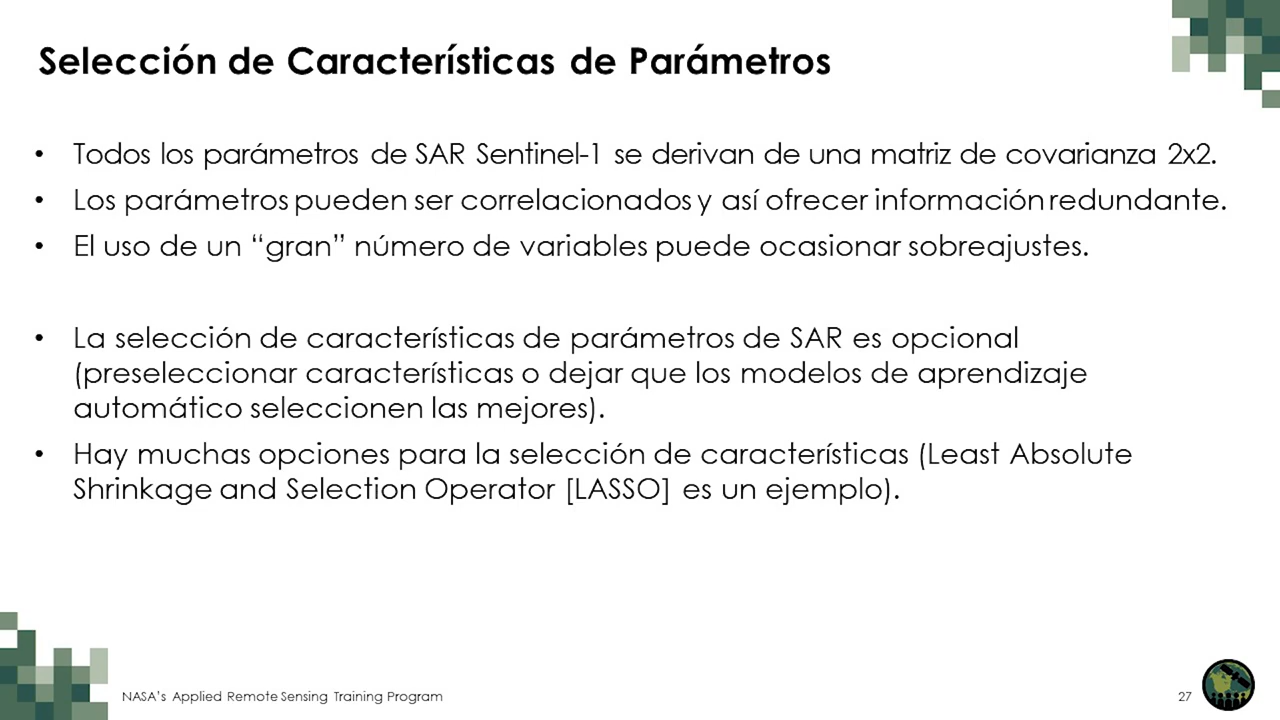 Selección de Características de Parámetros
• Todos los parámetros de SAR Sentinel-1 se derivan de una matriz de covarianza 2x2.
• Los parámetros pueden ser correlacionados y así ofrecer información redundante.
• El uso de un “gran” número de variables puede ocasionar sobreajustes.
• La selección de características de parámetros de SAR es opcional
(preseleccionar características o dejar que los modelos de aprendizaje
automático seleccionen las mejores).
• Hay muchas opciones para la selección de características (Least Absolute
Shrinkage and Selection Operator [LASSO] es un ejemplo).
NASA’s Applied Remote Sensing Training Program
27